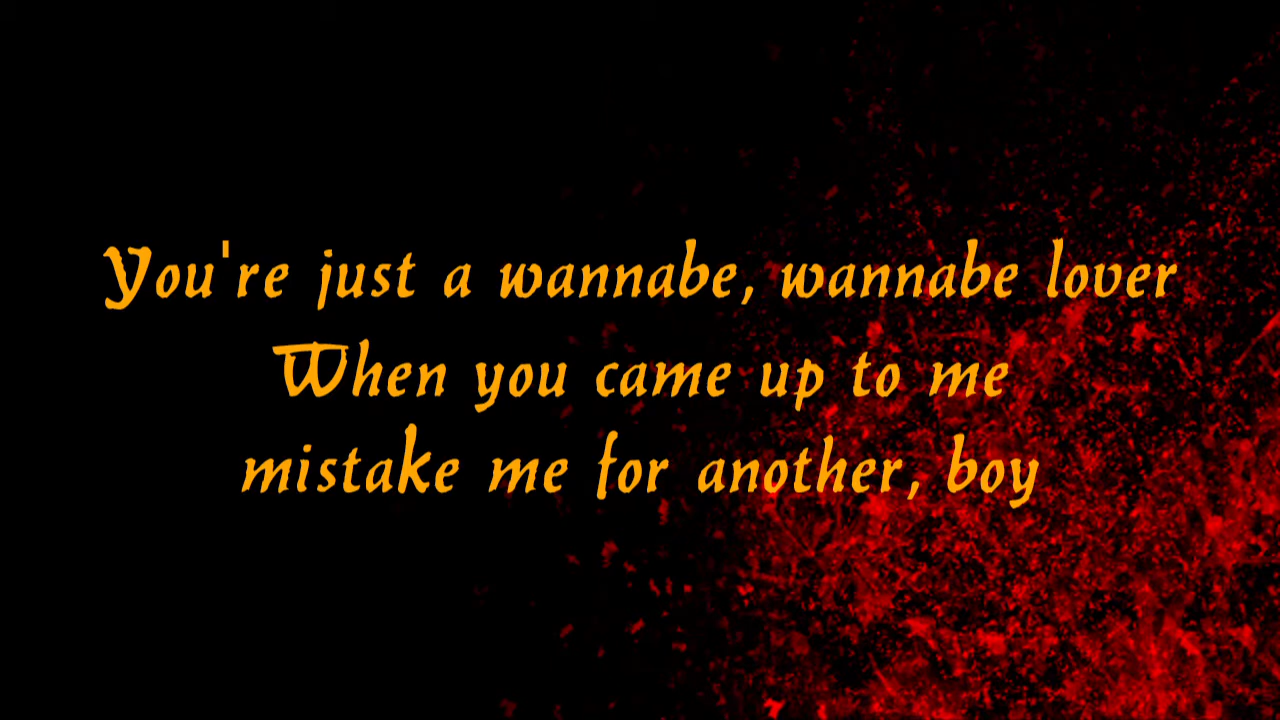 You're just a wannabe, wannabe lover
When you came up to me
mistake me for another, boy